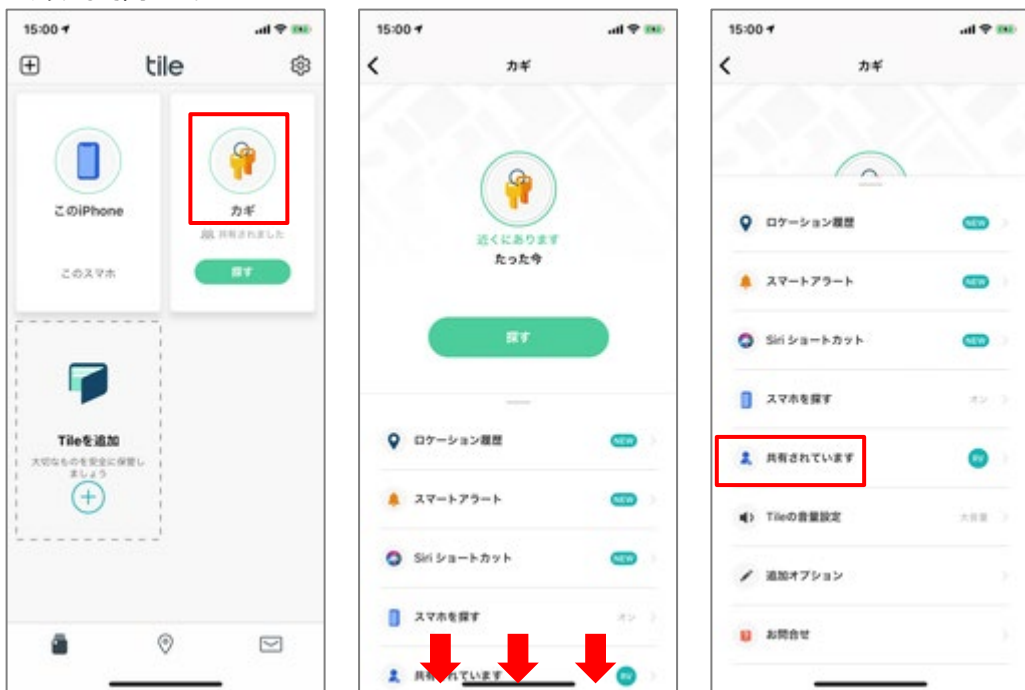 15:00
tile
このiPhone
このスマホ
カギ
共有されました
探す
Tileを追加
大切なものを安全に保管し
ましょう
15:00
カギ
近くにあります
たった今
探す
ロケーション履歴 NEW
スマートアラート NEW
Siri ショートカット NEW
スマホを探す オン
共有されています RV
15:00
カギ
ロケーション履歴 NEW
スマートアラート NEW
Siri ショートカット NEW
スマホを探す オン
共有されています RV
Tileの音量設定 大音量
追加オプション
お問合せ